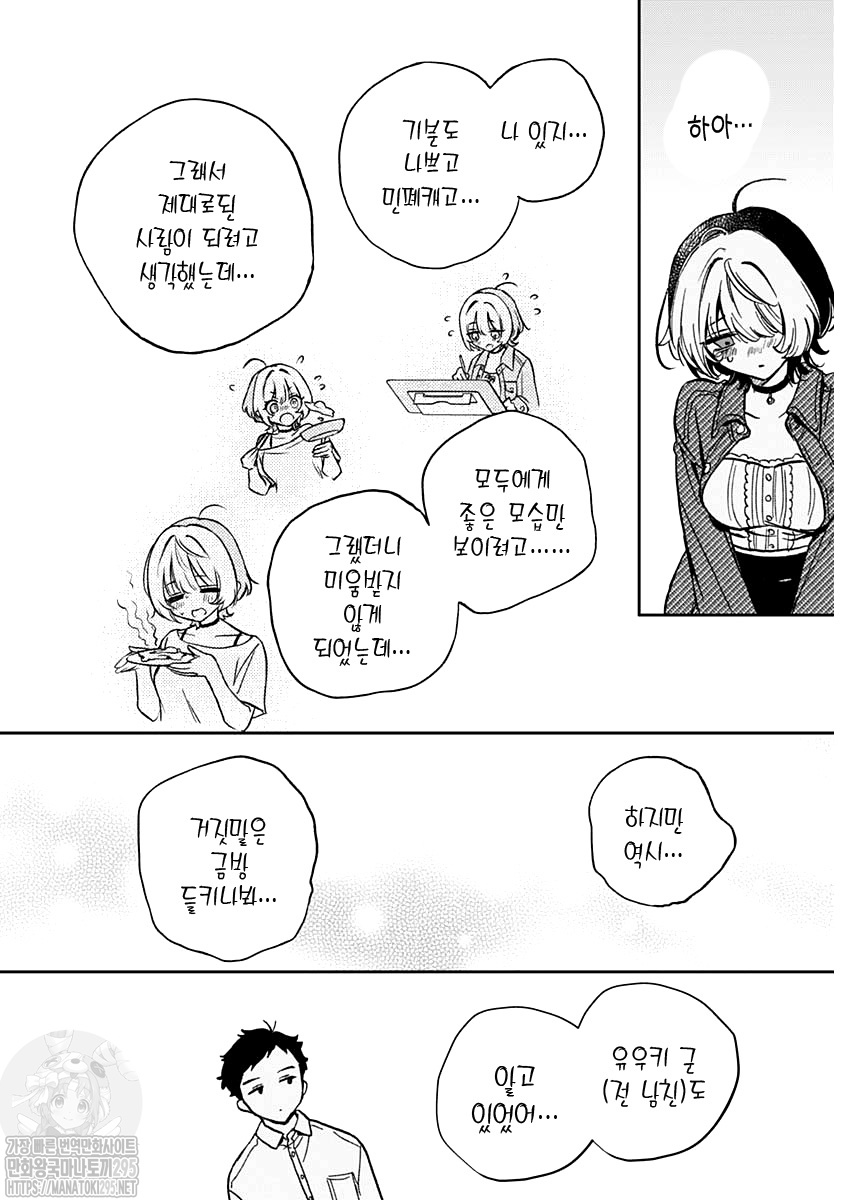 하아…
나 있지…
기분도
나쁘고
민폐캐고…
그래서
제대로된
사람이 되려고
생각했는데…
모두에게
좋은 모습만
보이려고……
그랬더니
미움받지
않게
되었는데…
하지만
역시…
거짓말은
금방
들키나봐…
유우키 군
(전 남친)도
알고
있었어…
가장 빠른 번역만화사이트
만화왕국마나토끼295
HTTPS://MANATOKI295.NET